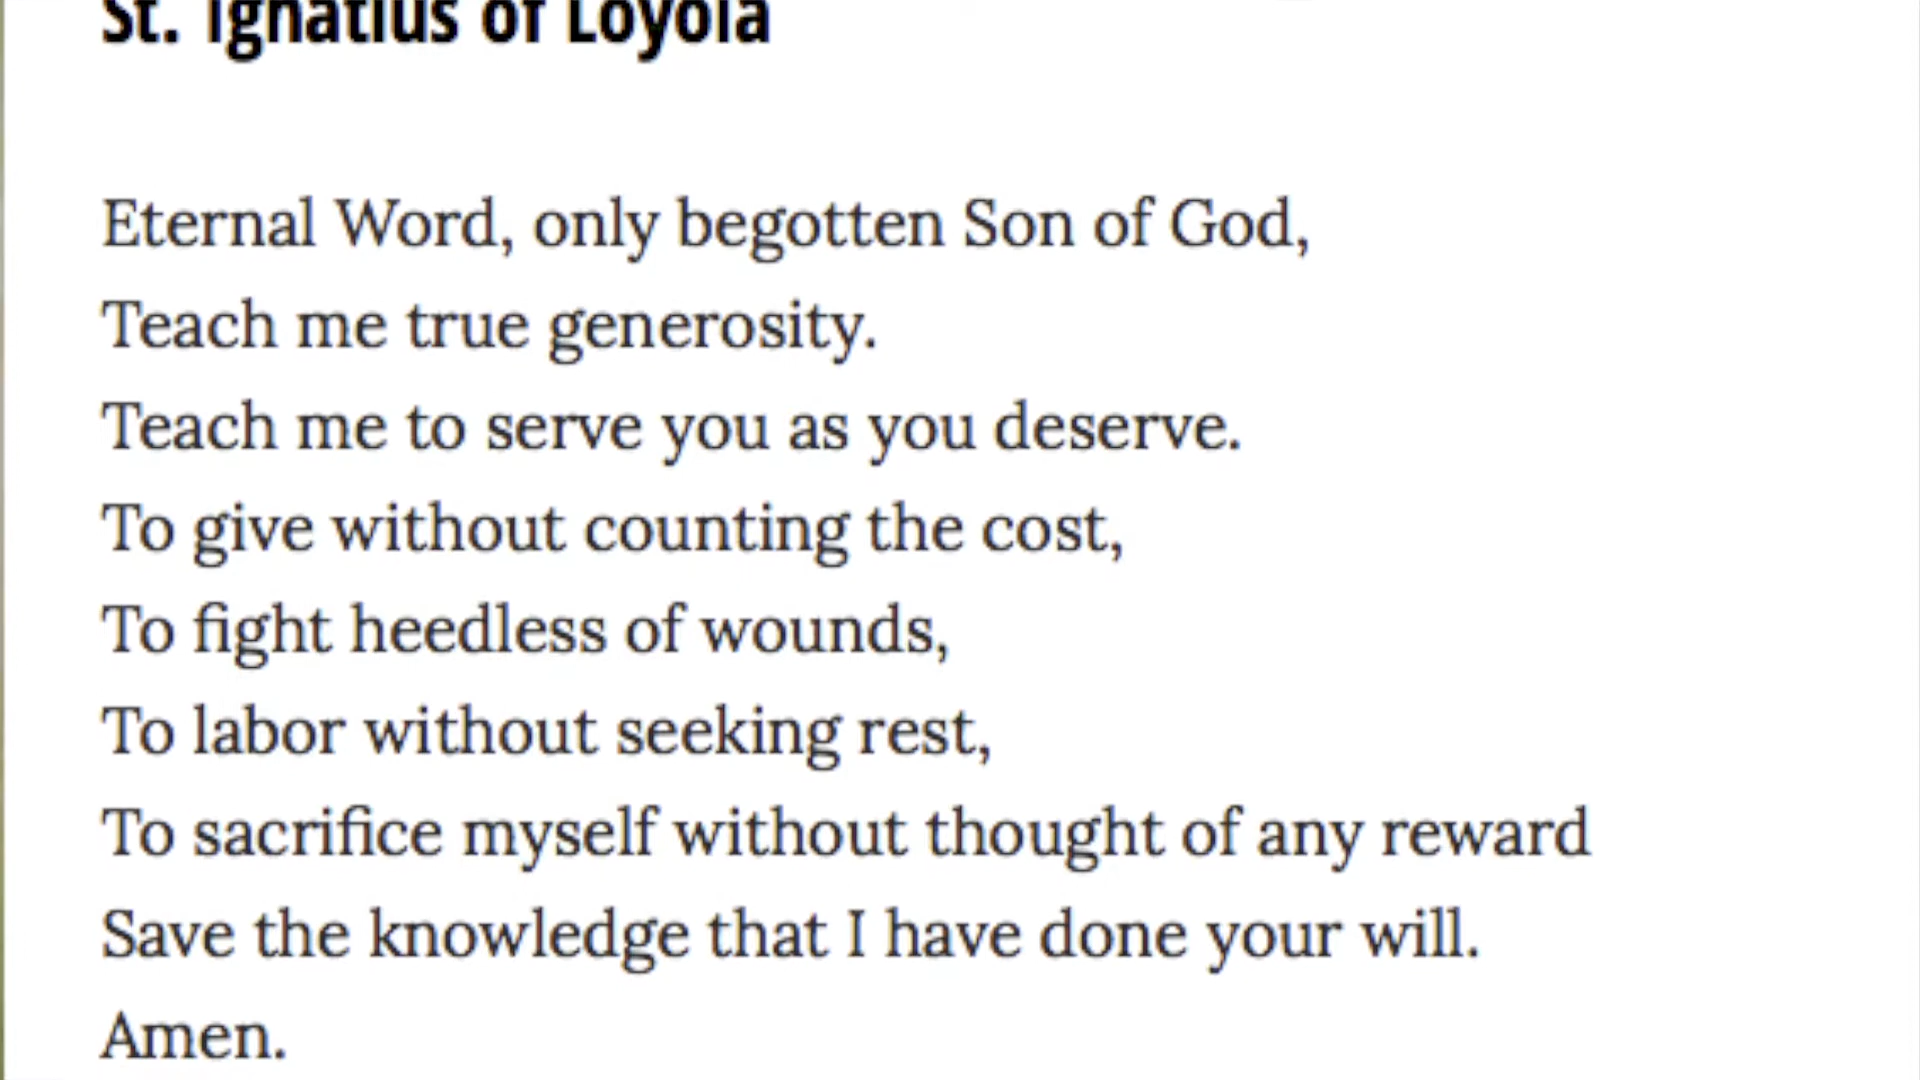 St. Ignatius of Loyola
Eternal Word, only begotten Son of God,
Teach me true generosity.
Teach me to serve you as you deserve.
To give without counting the cost,
To fight heedless of wounds,
To labor without seeking rest,
To sacrifice myself without thought of any reward
Save the knowledge that I have done your will.
Amen.